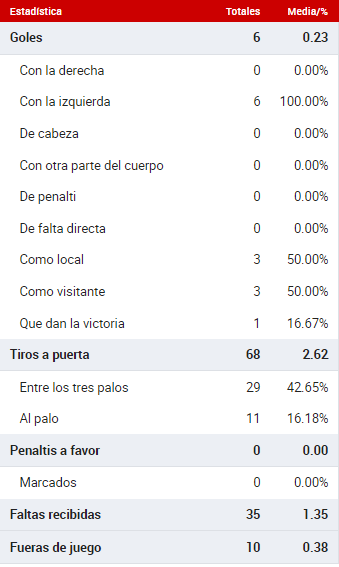 Estadística Totales Media/%
Goles 6 0.23
Con la derecha 0 0.00%
Con la izquierda 6 100.00%
De cabeza 0 0.00%
Con otra parte del cuerpo 0 0.00%
De penalti 0 0.00%
De falta directa 0 0.00%
Como local 3 50.00%
Como visitante 3 50.00%
Que dan la victoria 1 16.67%
Tiros a puerta 68 2.62
Entre los tres palos 29 42.65%
Al palo 11 16.18%
Penaltis a favor 0 0.00
Marcados 0 0.00%
Faltas recibidas 35 1.35
Fueras de juego 10 0.38